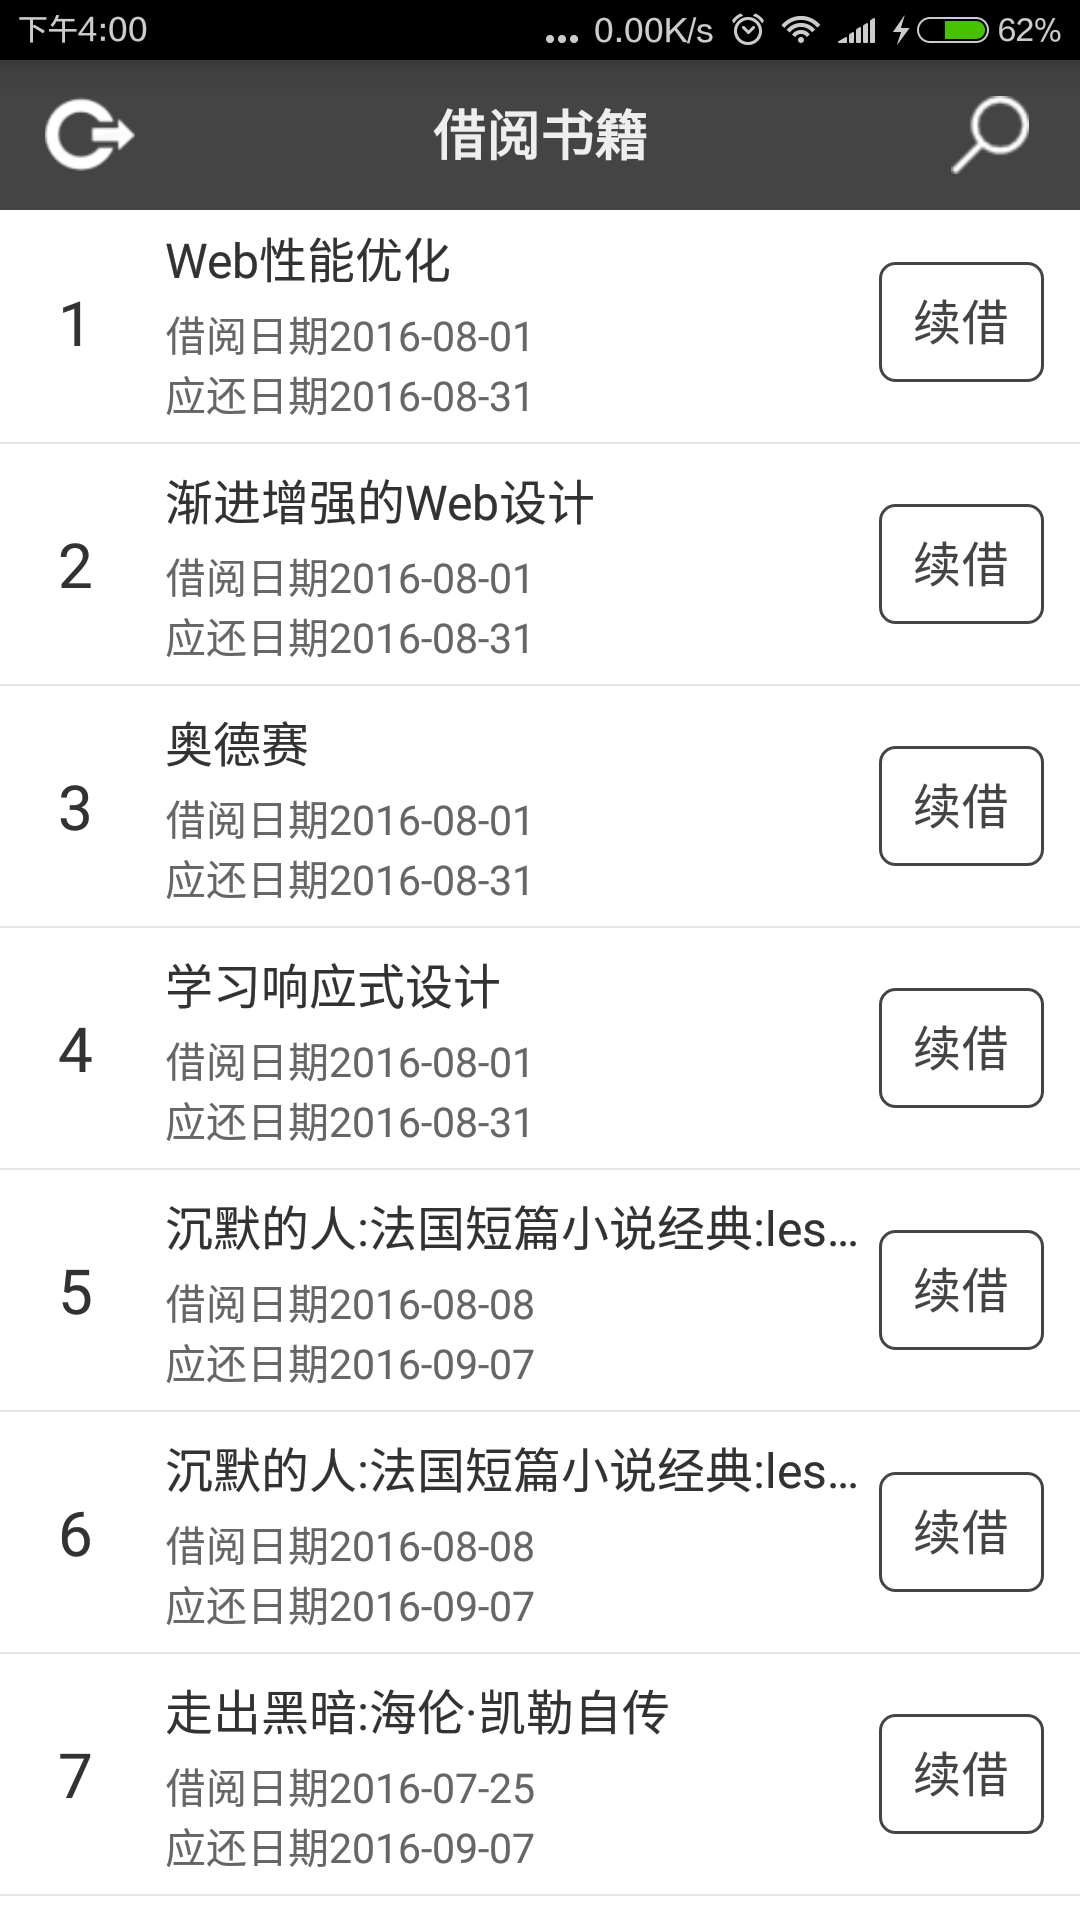 下午4:00 ... 0.00K/s 62%
借阅书籍
1
Web性能优化
借阅日期2016-08-01
应还日期2016-08-31
续借
2
渐进增强的Web设计
借阅日期2016-08-01
应还日期2016-08-31
续借
3
奥德赛
借阅日期2016-08-01
应还日期2016-08-31
续借
4
学习响应式设计
借阅日期2016-08-01
应还日期2016-08-31
续借
5
沉默的人:法国短篇小说经典:les...
借阅日期2016-08-08
应还日期2016-09-07
续借
6
沉默的人:法国短篇小说经典:les...
借阅日期2016-08-08
应还日期2016-09-07
续借
7
走出黑暗:海伦·凯勒自传
借阅日期2016-07-25
应还日期2016-09-07
续借